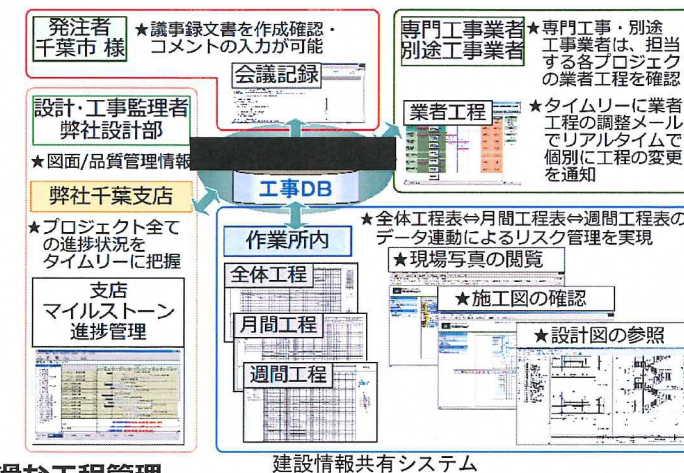 発注者
千葉市 様
★議事録文書を作成確認・
コメントの入力が可能
会議記録
専門工事業者
別途工事業者
★専門工事・別途
工事業者は、担当
する各プロジェク
の業者工程を確認
業者工程
★タイムリーに業者
工程の調整メール
でリアルタイムで
個別に工程の変更
を通知
設計・工事監理者
弊社設計部
★図面/品質管理情報
弊社千葉支店
★プロジェクト全て
の進捗状況を
タイムリーに把握
支店
マイルストーン
進捗管理
工事DB
作業所内
★全体工程表⇔月間工程表⇔週間工程表の
データ連動によるリスク管理を実現
全体工程
月間工程
週間工程
★現場写真の閲覧
★施工図の確認
★設計図の参照
建設情報共有システム
な工程管理